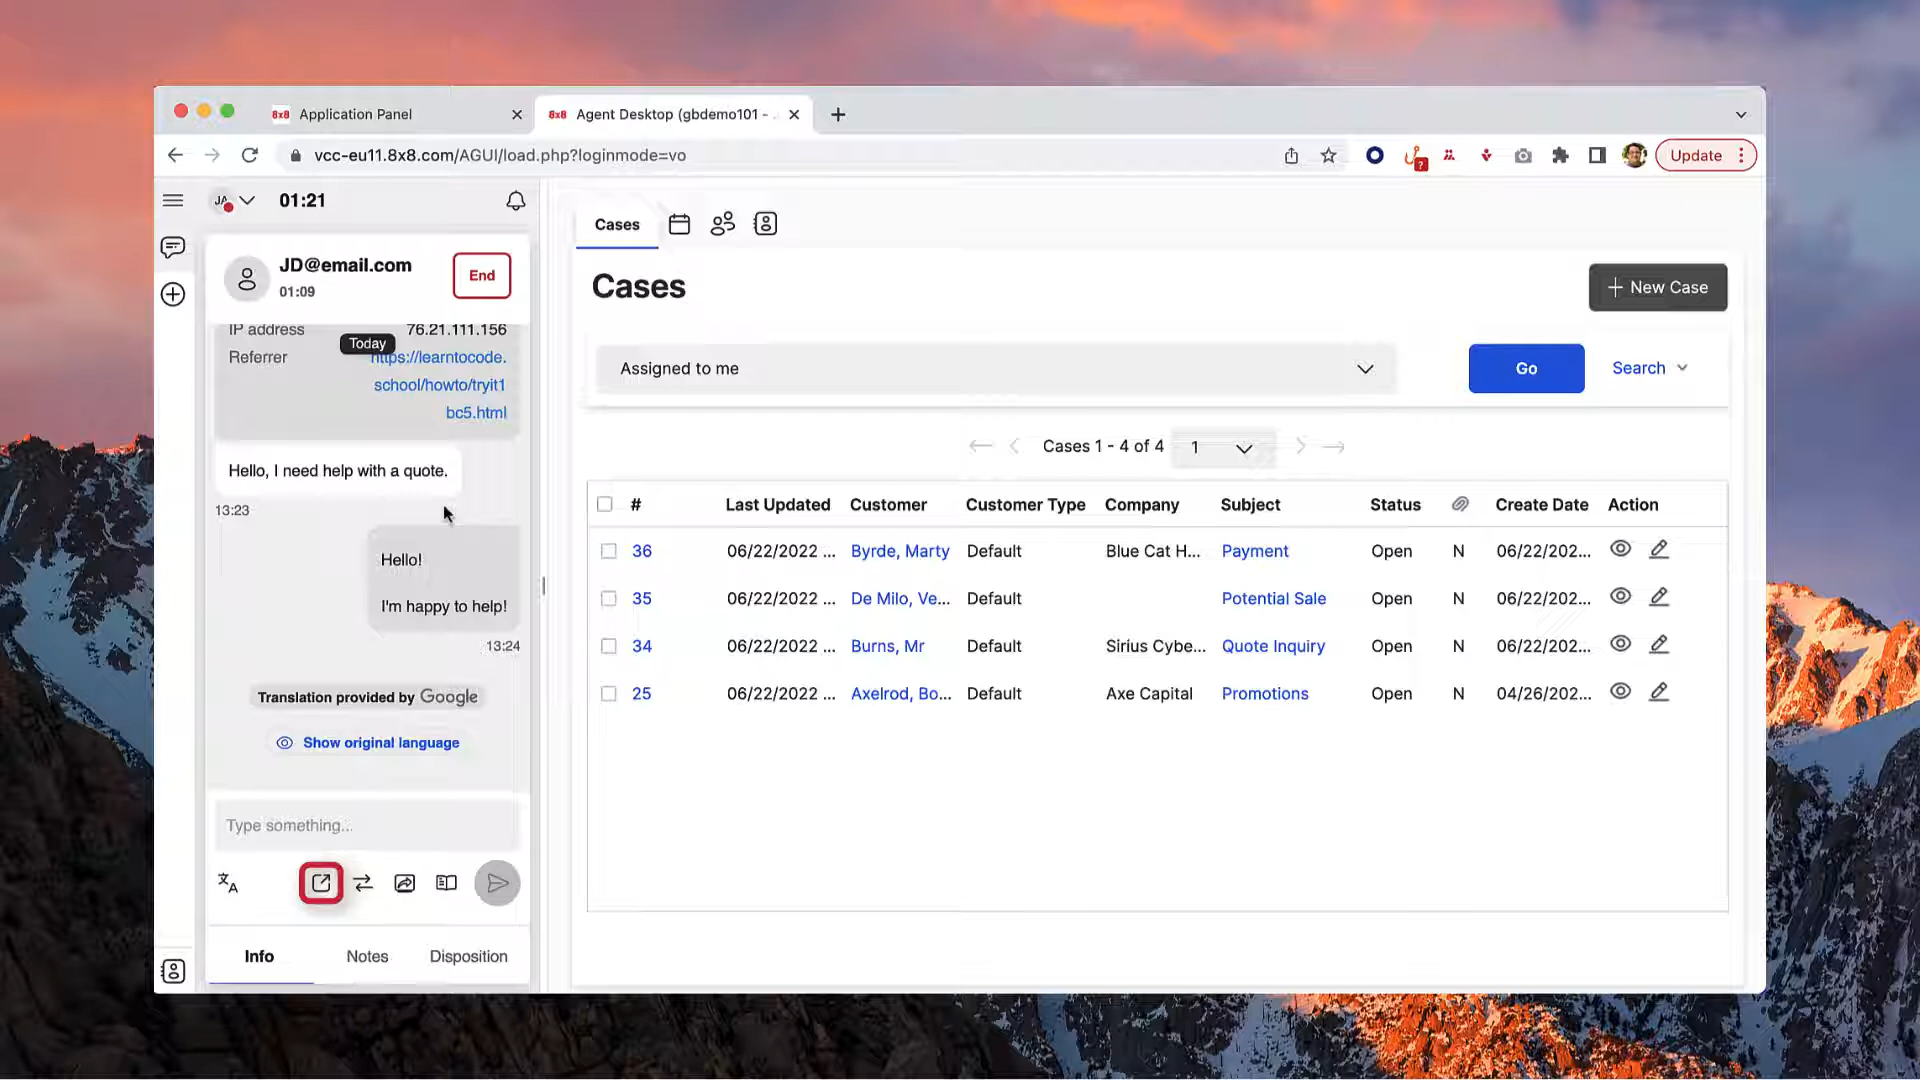 8x8 Application Panel
8x8 Agent Desktop (gbdemo101 -
vcc-eu11.8x8.com/AGUI/load.php?loginmode=vo
?
Update
JA
01:21
JD@email.com
01:09
End
IP address 76.21.111.156
Today
Referrer https://learntocode.
school/howto/tryit1
bc5.html
Hello, I need help with a quote.
13:23
Hello!
I'm happy to help!
13:24
Translation provided by Google
Show original language
Type something...
Info Notes Disposition
Cases
Cases
New Case
Assigned to me
Go
Search
Cases 1 - 4 of 4
1
# Last Updated Customer Customer Type Company Subject Status Create Date Action
36 06/22/2022 ... Byrde, Marty Default Blue Cat H... Payment Open N 06/22/202...
35 06/22/2022 ... De Milo, Ve... Default Potential Sale Open N 06/22/202...
34 06/22/2022 ... Burns, Mr Default Sirius Cybe... Quote Inquiry Open N 06/22/202...
25 06/22/2022 ... Axelrod, Bo... Default Axe Capital Promotions Open N 04/26/202...